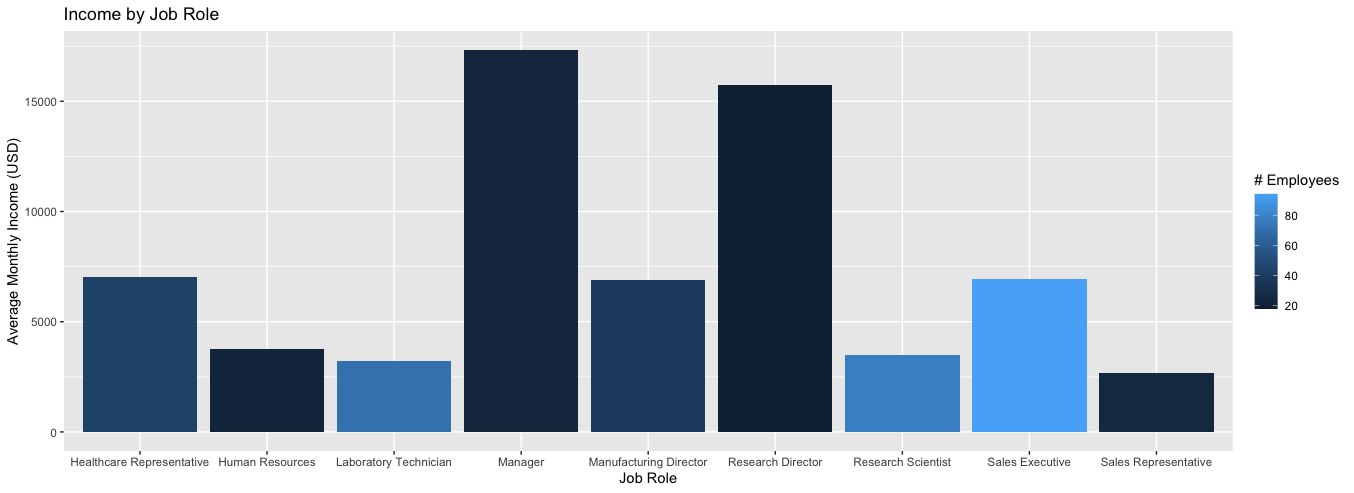 Income by Job Role
Average Monthly Income (USD)
15000
10000
5000
0
Healthcare Representative Human Resources Laboratory Technician Manager Manufacturing Director Research Director Research Scientist Sales Executive Sales Representative
Job Role
# Employees
80
60
40
20